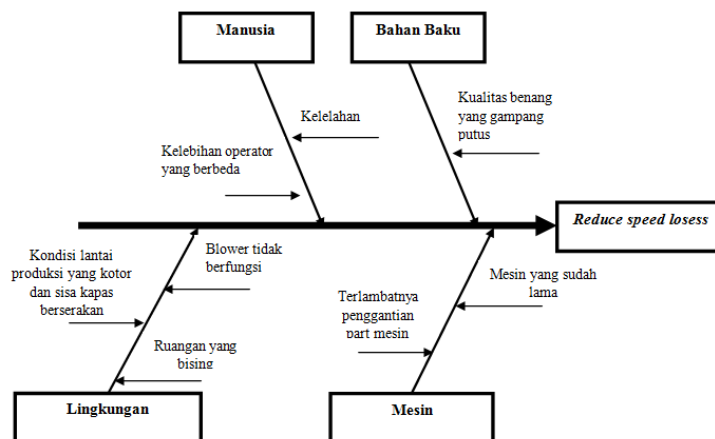 Manusia
Bahan Baku
Kelelahan
Kualitas benang
yang gampang
putus
Kelebihan operator
yang berbeda
Reduce speed losess
Kondisi lantai
produksi yang kotor
dan sisa kapas
berserakan
Blower tidak
berfungsi
Ruangan yang
bising
Terlambatnya
penggantian
part mesin
Mesin yang sudah
lama
Lingkungan
Mesin